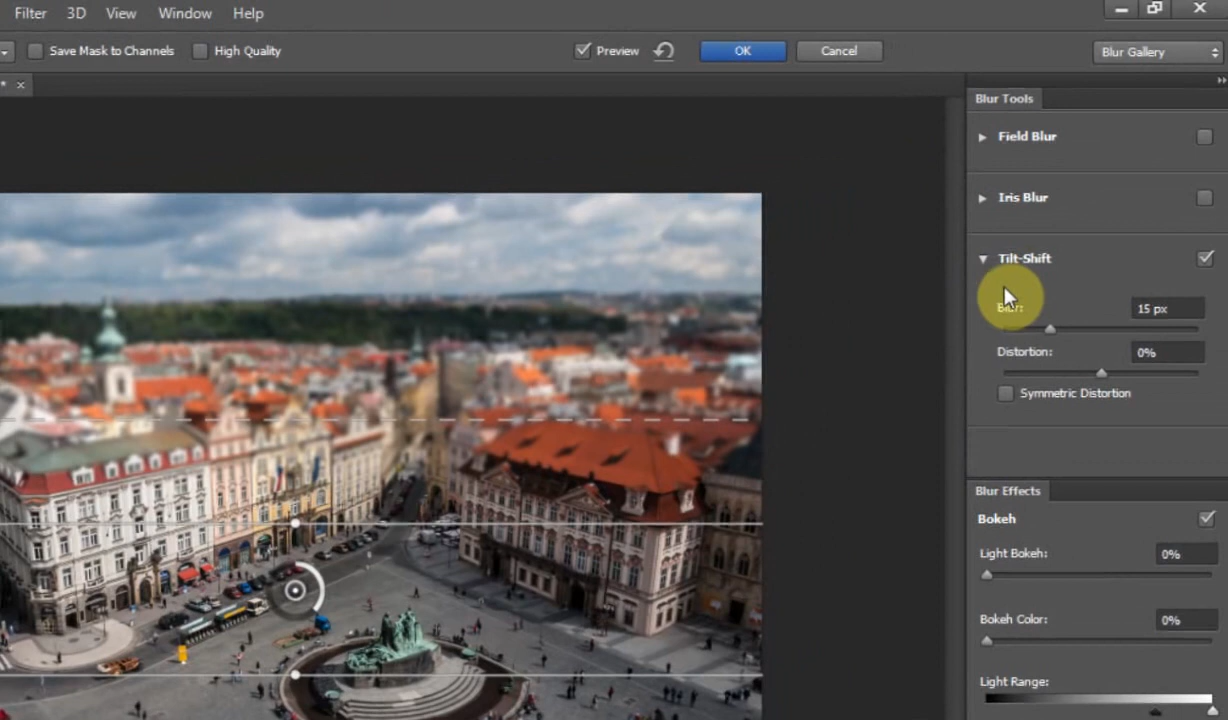 Filter 3D View Window Help
Save Mask to Channels High Quality Preview OK Cancel Blur Gallery
* ×
Blur Tools
Field Blur
Iris Blur
Tilt-Shift
Blur: 15 px
Distortion: 0%
Symmetric Distortion
Blur Effects
Bokeh
Light Bokeh: 0%
Bokeh Color: 0%
Light Range: